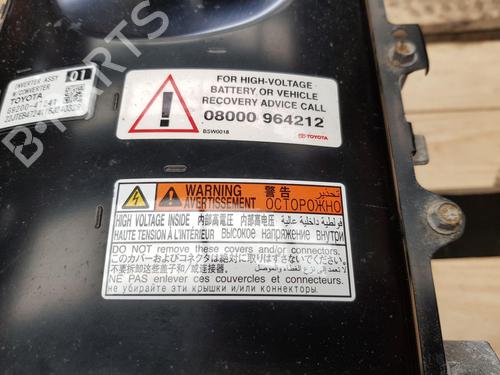 INVERTER ASSY
W/CONVERTER
TOYOTA
01
FOR HIGH-VOLTAGE
BATTERY OR VEHICLE
RECOVERY ADVICE CALL
08000 964212
BSW0018
TOYOTA
WARNING 警告 تحذير
AVERTISSEMENT ОСТОРОЖНО
HIGH VOLTAGE INSIDE 内部高電圧 内部高电压 فولطية داخلية عالية
HAUTE TENSION À L'INTÉRIEUR Высокое напряжение внутри
DO NOT remove these covers and/or connectors.
このカバーおよびコネクタは絶対に取りはずさないでください。
不要拆卸这些盖子和/或连接器。
NE PAS enlever ces couvercles et connecteurs.
не снимайте эти крышки и/или коннекторы.
B-PARTS